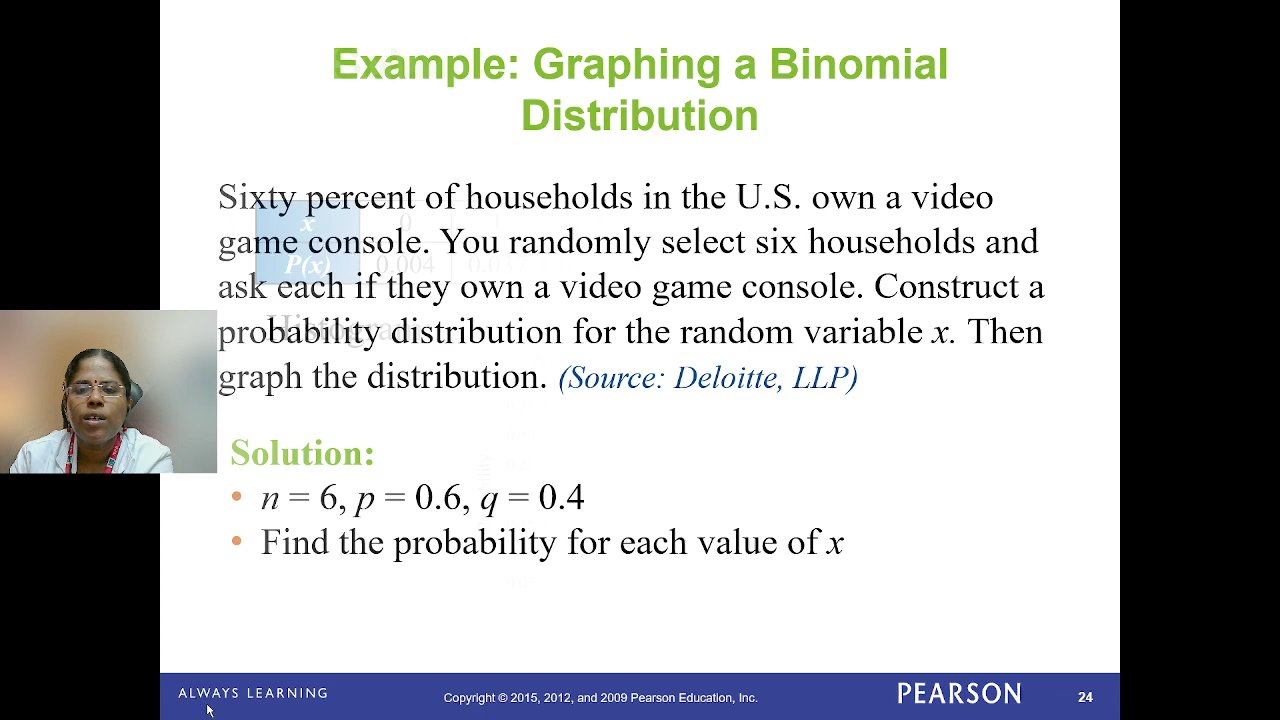 Example: Graphing a Binomial
Distribution
Sixty percent of households in the U.S. own a video
game console. You randomly select six households and
ask each if they own a video game console. Construct a
probability distribution for the random variable x. Then
graph the distribution. (Source: Deloitte, LLP)
x 0
P(x) 0.004
Solution:
• n = 6, p = 0.6, q = 0.4
• Find the probability for each value of x
ALWAYS LEARNING
Copyright © 2015, 2012, and 2009 Pearson Education, Inc.
PEARSON
24